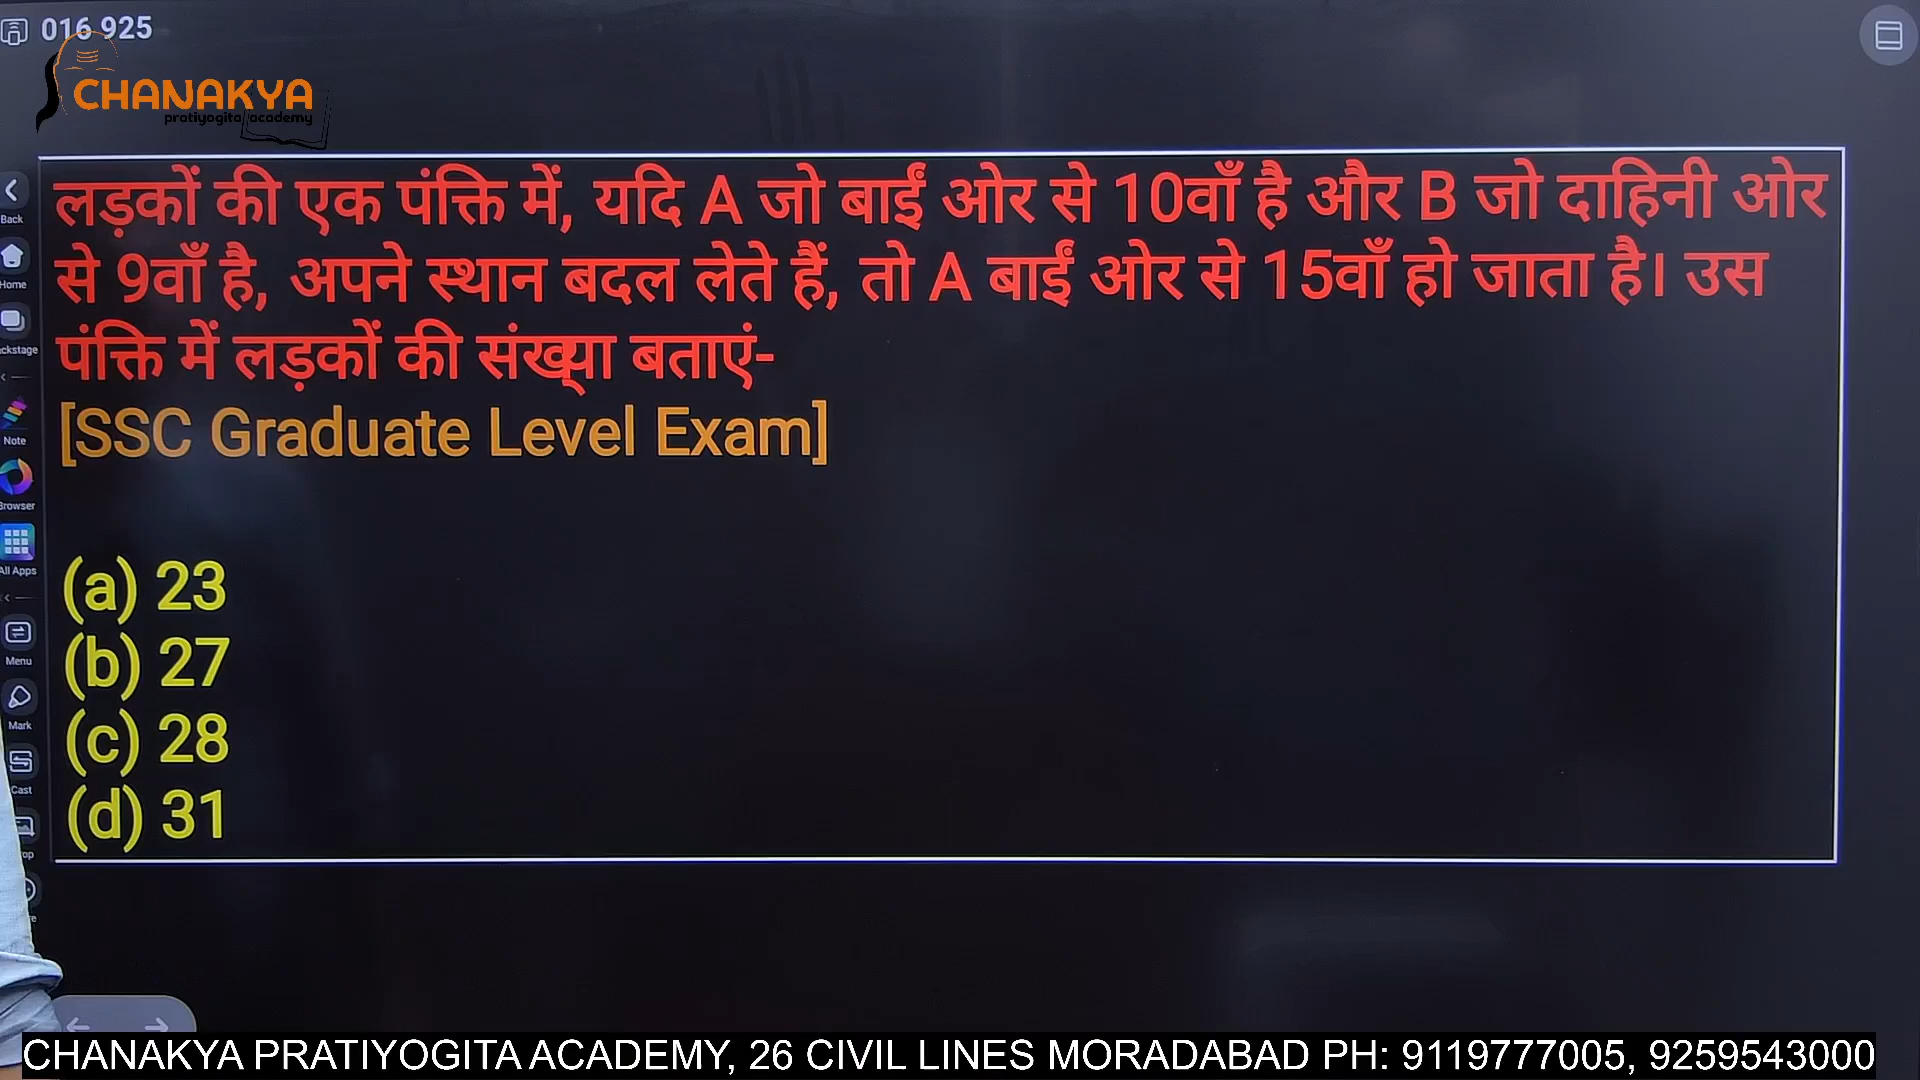 016 925
CHANAKYA
pratiyogita academy
लड़कों की एक पंक्ति में, यदि A जो बाईं ओर से 10वाँ है और B जो दाहिनी ओर
से 9वाँ है, अपने स्थान बदल लेते हैं, तो A बाईं ओर से 15वाँ हो जाता है। उस
पंक्ति में लड़कों की संख्या बताएं-
[SSC Graduate Level Exam]
(a) 23
(b) 27
(c) 28
(d) 31
Back
Home
ckstage
Note
Browser
All Apps
Menu
Mark
Cast
CHANAKYA PRATIYOGITA ACADEMY, 26 CIVIL LINES MORADABAD PH: 9119777005, 9259543000